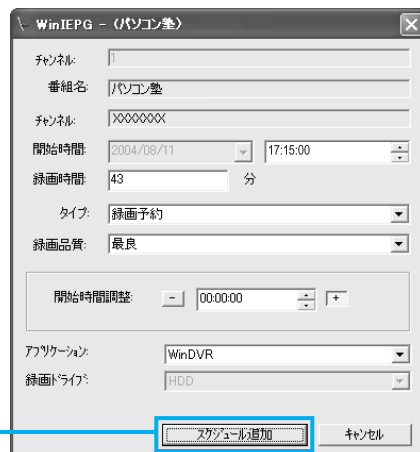 WinIEPG - (パソコン塾)
チャンネル: 1
番組名: パソコン塾
チャンネル: XXXXXXX
開始時間: 2004/08/11 17:15:00
録画時間: 43 分
タイプ: 録画予約
録画品質: 最良
開始時間調整: - 00:00:00 +
アプリケーション: WinDVR
録画ドライブ: HDD
スケジュール追加 キャンセル